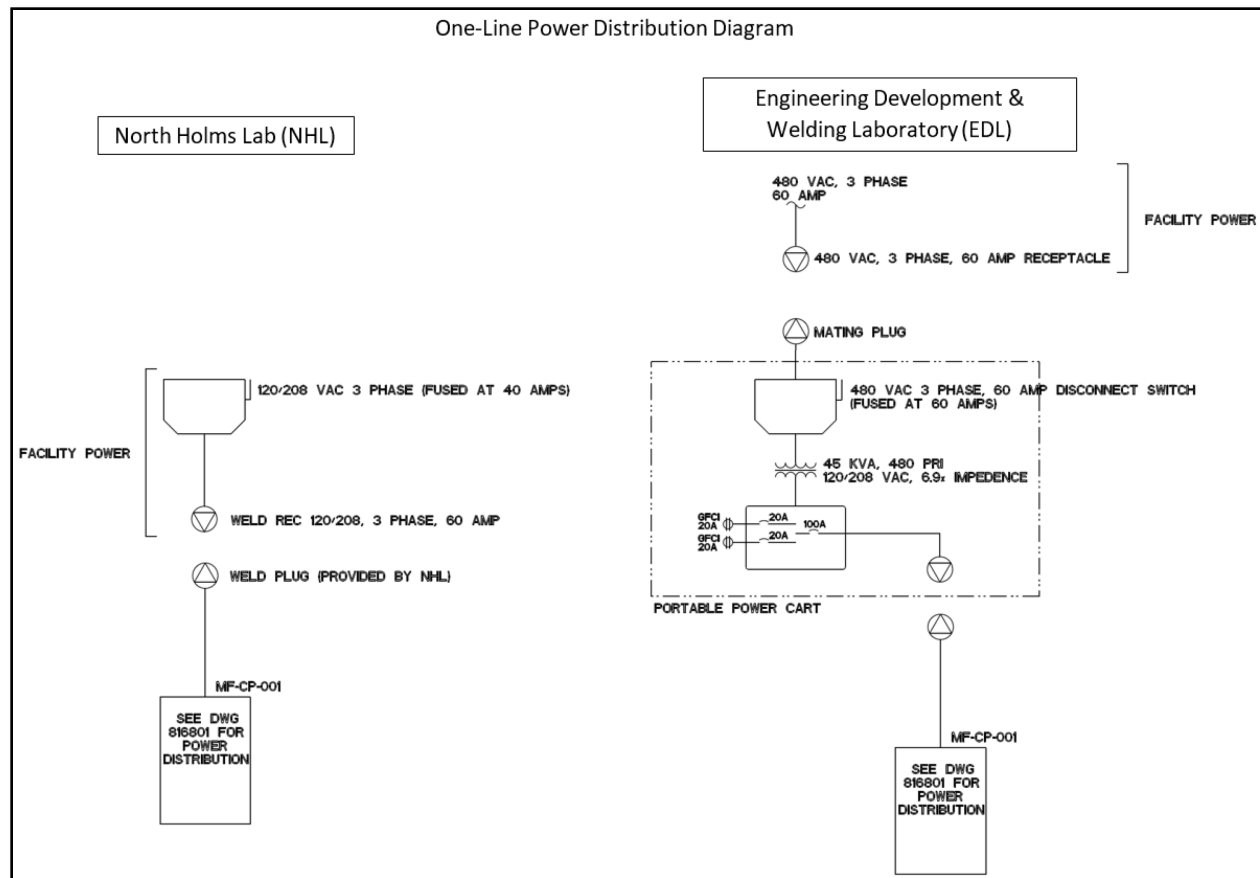 One-Line Power Distribution Diagram
North Holms Lab (NHL)
Engineering Development &
Welding Laboratory (EDL)
480 VAC, 3 PHASE
60 AMP
FACILITY POWER
480 VAC, 3 PHASE, 60 AMP RECEPTACLE
MATING PLUG
120/208 VAC 3 PHASE (FUSED AT 40 AMPS)
FACILITY POWER
WELD REC 120/208, 3 PHASE, 60 AMP
WELD PLUG (PROVIDED BY NHL)
MF-CP-001
SEE DWG
816801 FOR
POWER
DISTRIBUTION
480 VAC 3 PHASE, 60 AMP DISCONNECT SWITCH
(FUSED AT 60 AMPS)
45 KVA, 480 PRI
120/208 VAC, 6.9% IMPEDENCE
GFCI
20A
20A
100A
GFCI
20A
20A
PORTABLE POWER CART
MF-CP-001
SEE DWG
816801 FOR
POWER
DISTRIBUTION